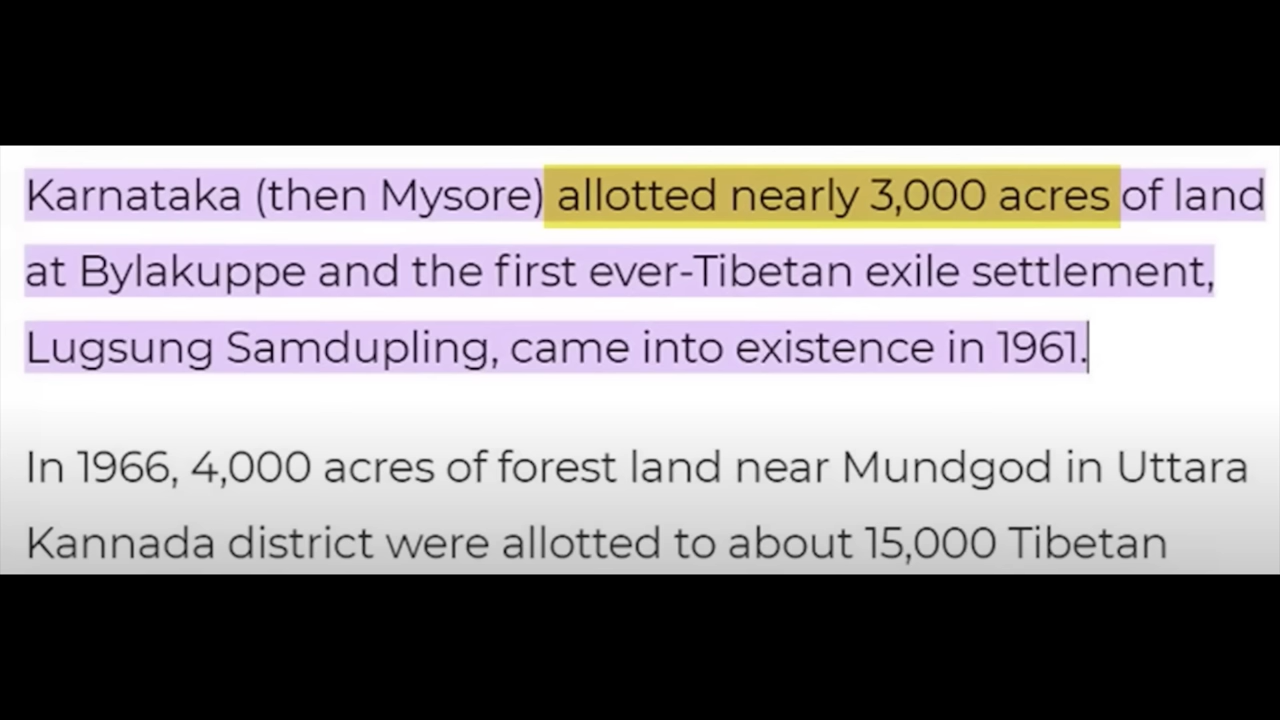 Karnataka (then Mysore) allotted nearly 3,000 acres of land
at Bylakuppe and the first ever-Tibetan exile settlement,
Lugsung Samdupling, came into existence in 1961.
In 1966, 4,000 acres of forest land near Mundgod in Uttara
Kannada district were allotted to about 15,000 Tibetan